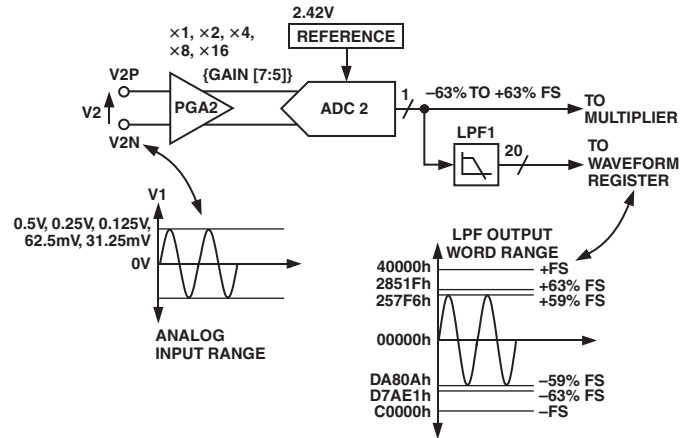 2.42V
REFERENCE
×1, ×2, ×4,
×8, ×16
{GAIN [7:5]}
V2P
V2
V2N
PGA2
ADC 2
1
–63% TO +63% FS
TO
MULTIPLIER
LPF1
20
TO
WAVEFORM
REGISTER
V1
0.5V, 0.25V, 0.125V,
62.5mV, 31.25mV
0V
ANALOG
INPUT RANGE
LPF OUTPUT
WORD RANGE
40000h +FS
2851Fh +63% FS
257F6h +59% FS
00000h
DA80Ah –59% FS
D7AE1h –63% FS
C0000h –FS